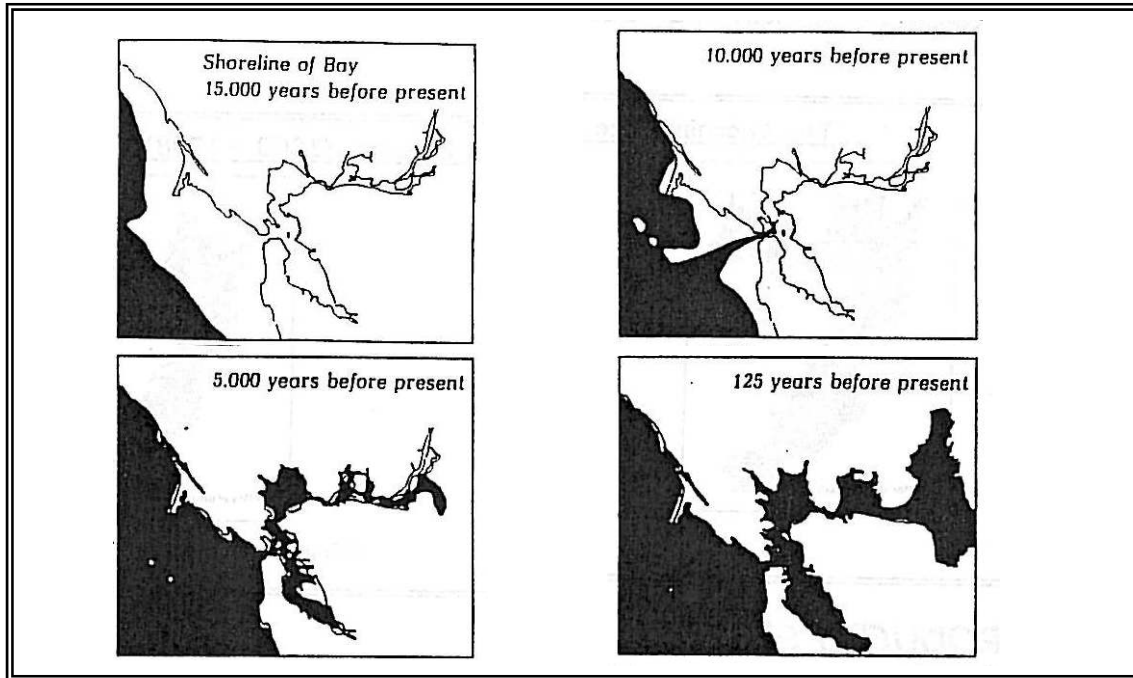 Shoreline of Bay
15.000 years before present
10.000 years before present
5.000 years before present
125 years before present